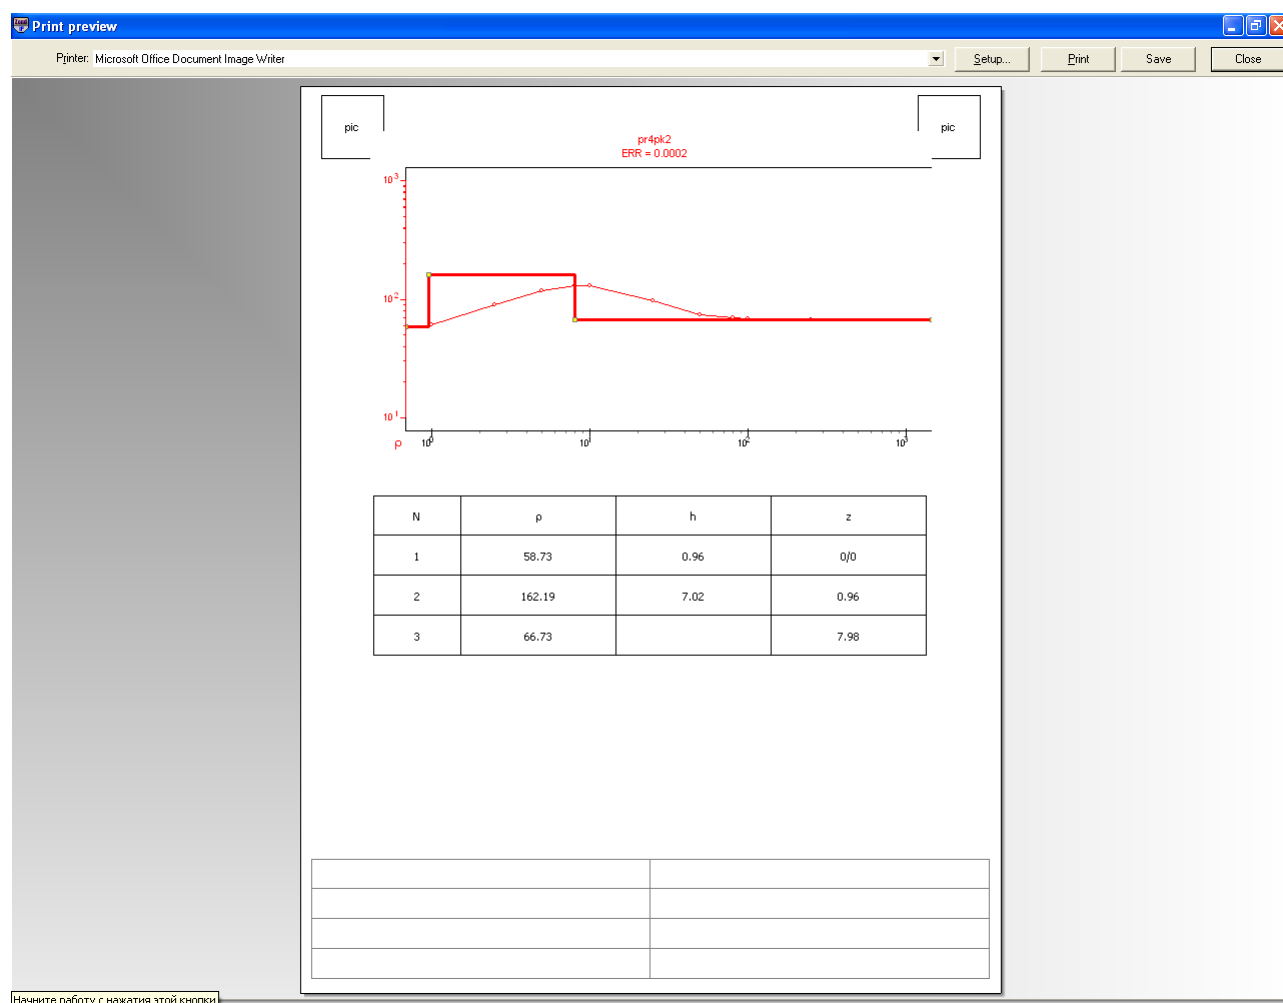 Print preview
Printer: Microsoft Office Document Image Writer Setup... Print Save Close
pic pic
pr4pk2
ERR = 0.0002
10³
10²
10¹
ρ 10⁰ 10¹ 10² 10³
N ρ h z
1 58.73 0.96 0/0
2 162.19 7.02 0.96
3 66.73 7.98
Начните работу с нажатия этой кнопки